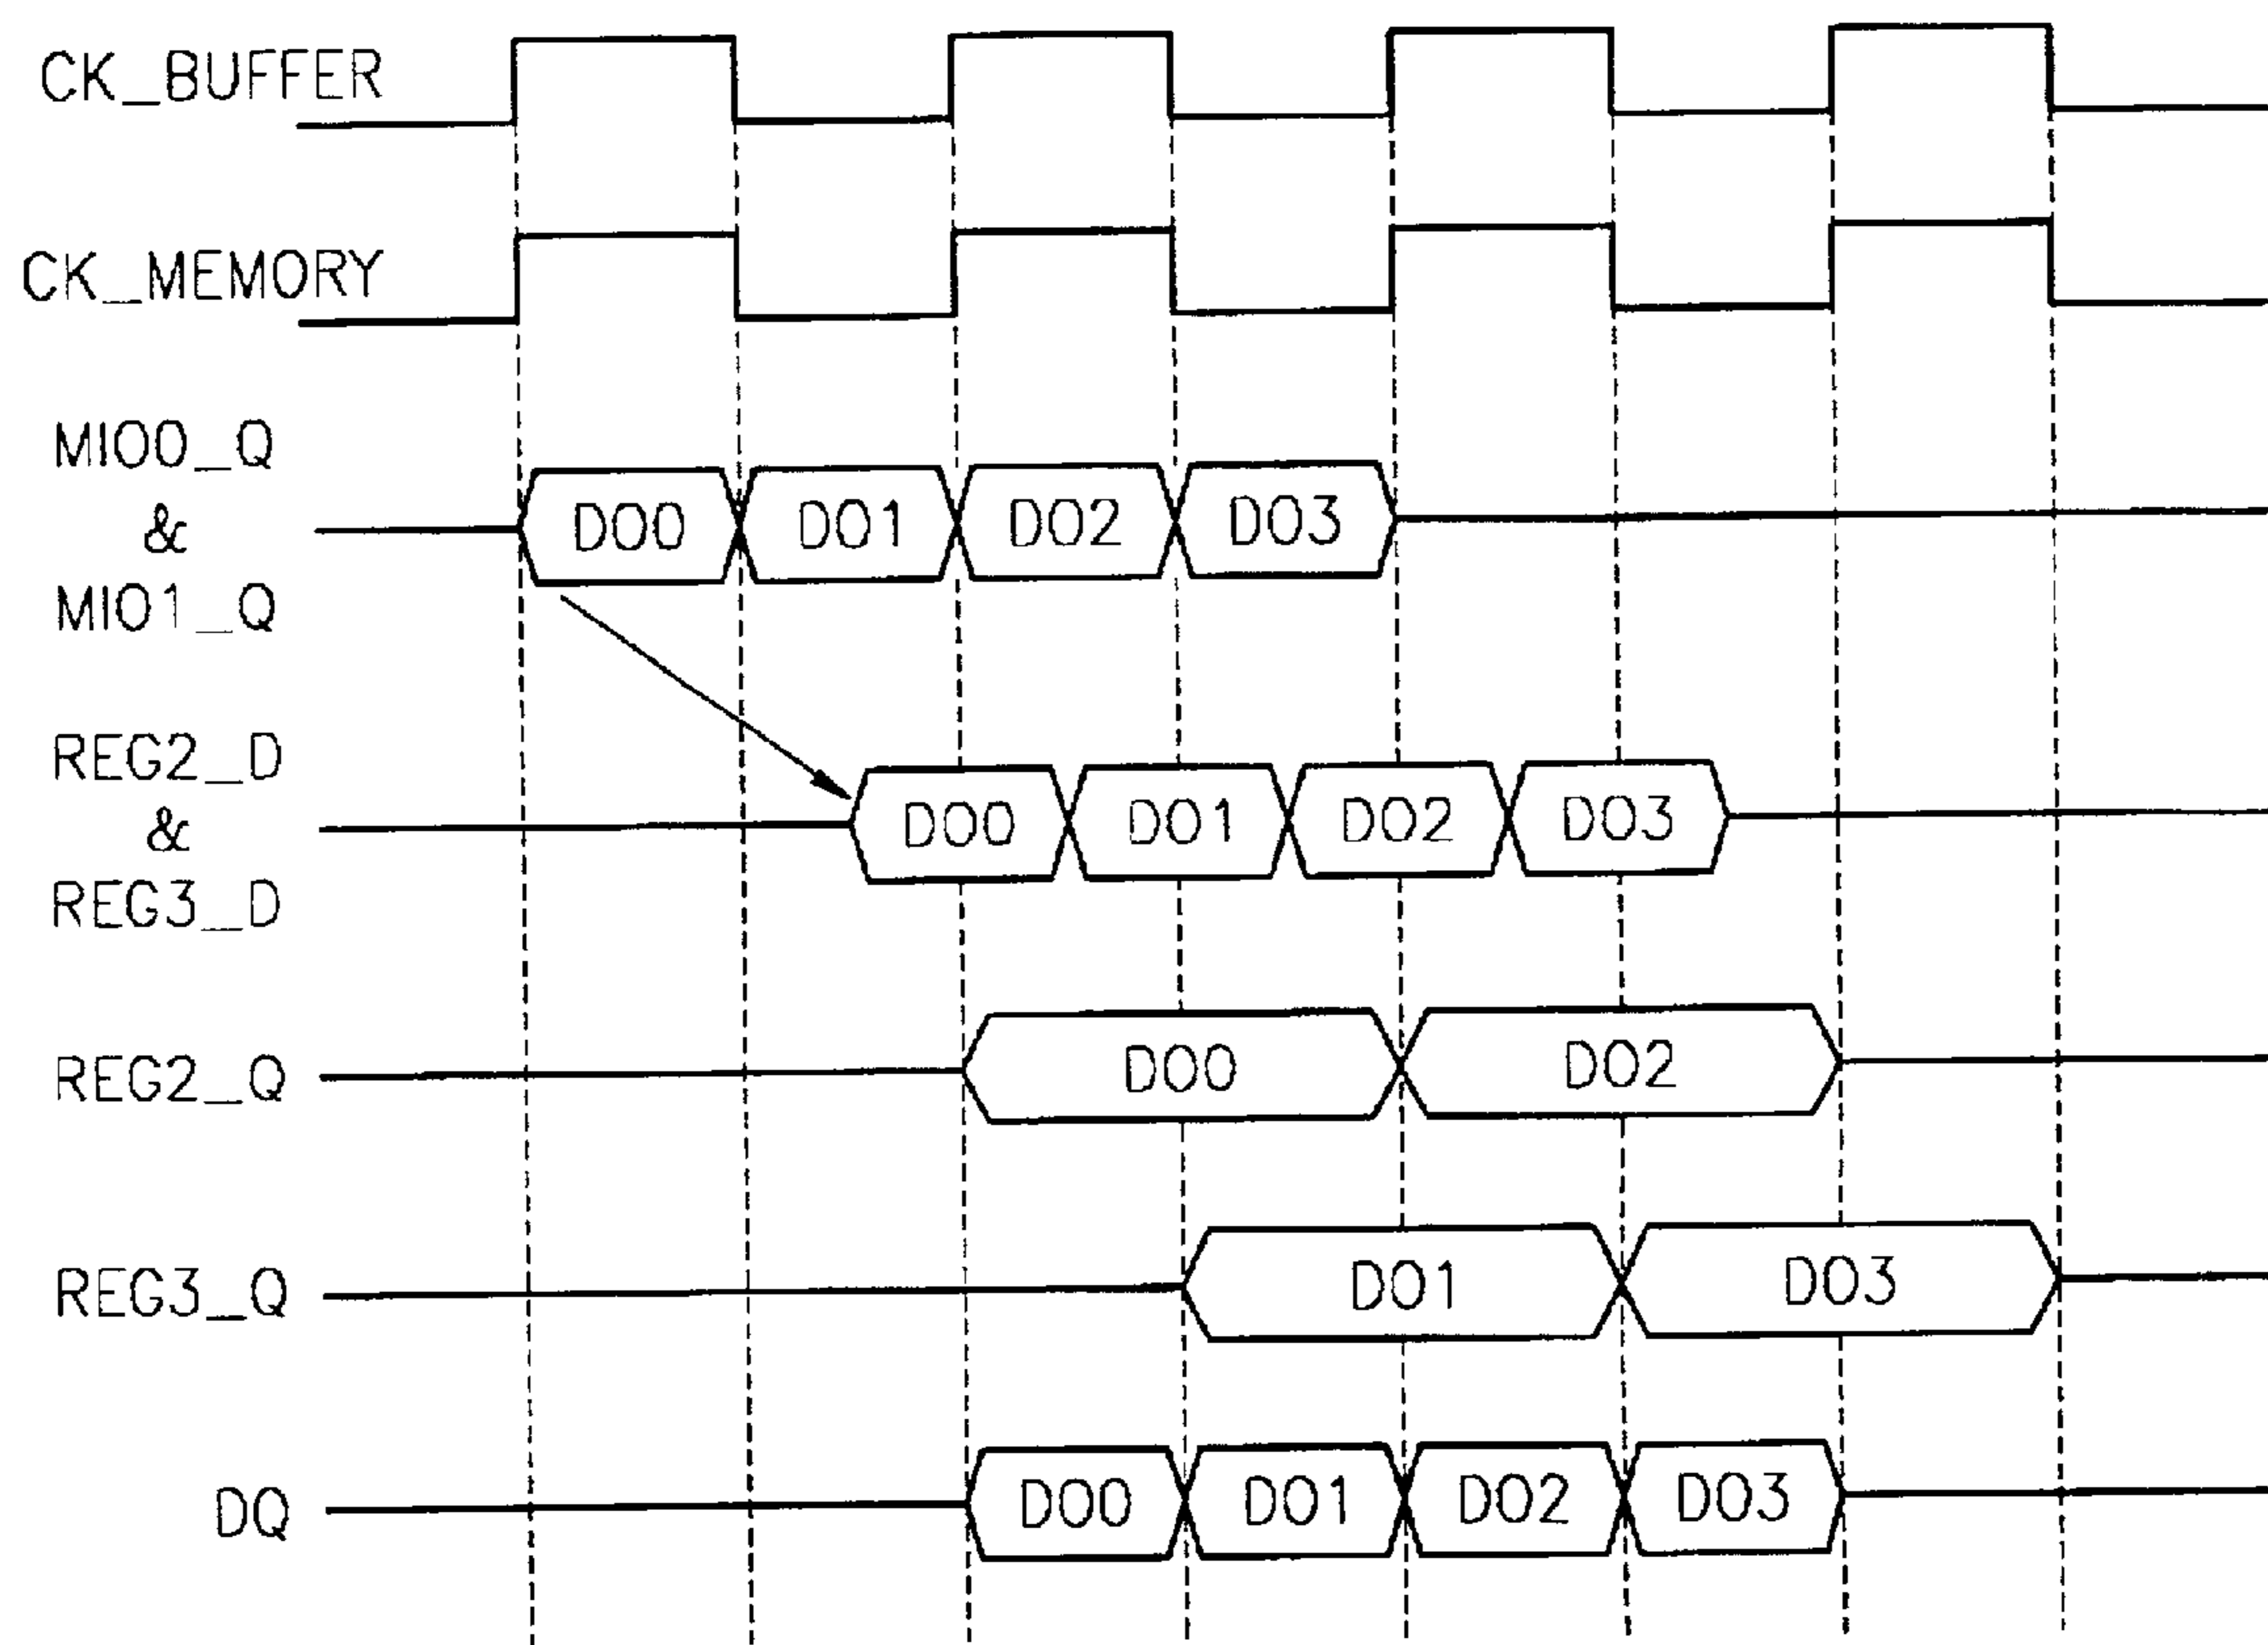 CK_BUFFER
CK_MEMORY
MIO0_Q
&
MIO1_Q
DO0 DO1 DO2 DO3
REG2_D
&
REG3_D
DO0 DO1 DO2 DO3
REG2_Q DO0 DO2
REG3_Q DO1 DO3
DQ DO0 DO1 DO2 DO3